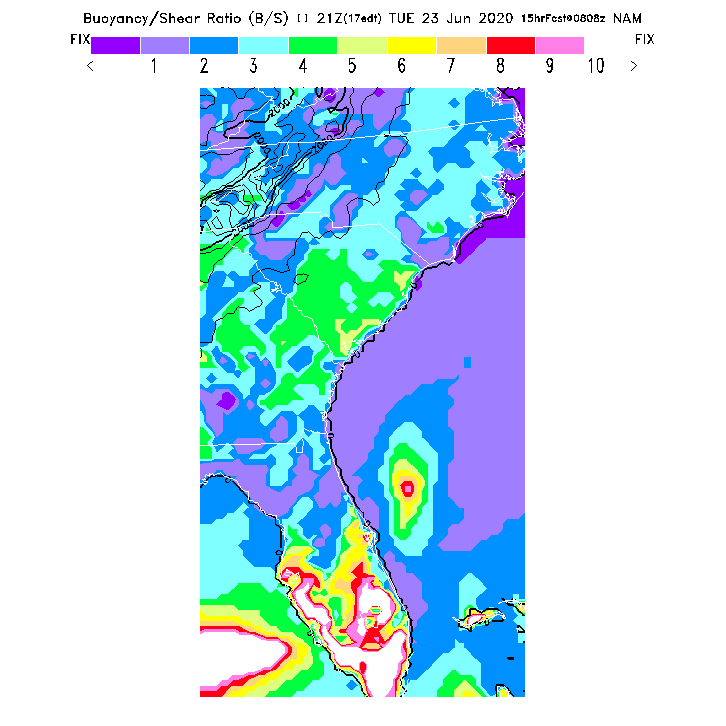 Buoyancy/Shear Ratio (B/S) [ ] 21Z(17edt) TUE 23 Jun 2020 15hrFcst@0808z NAM
FIX FIX
< 1 2 3 4 5 6 7 8 9 10 >
2000